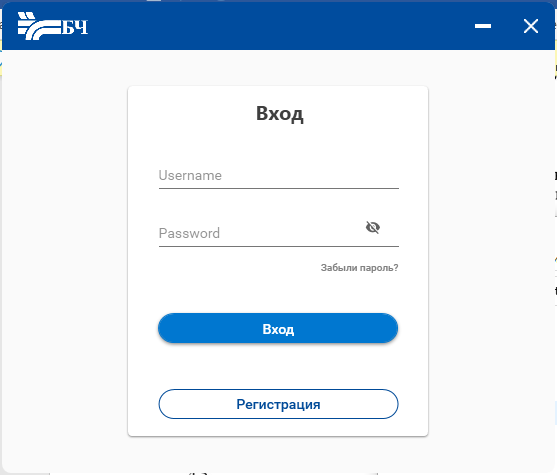 БЧ
Вход
Username
Password
Забыли пароль?
Вход
Регистрация